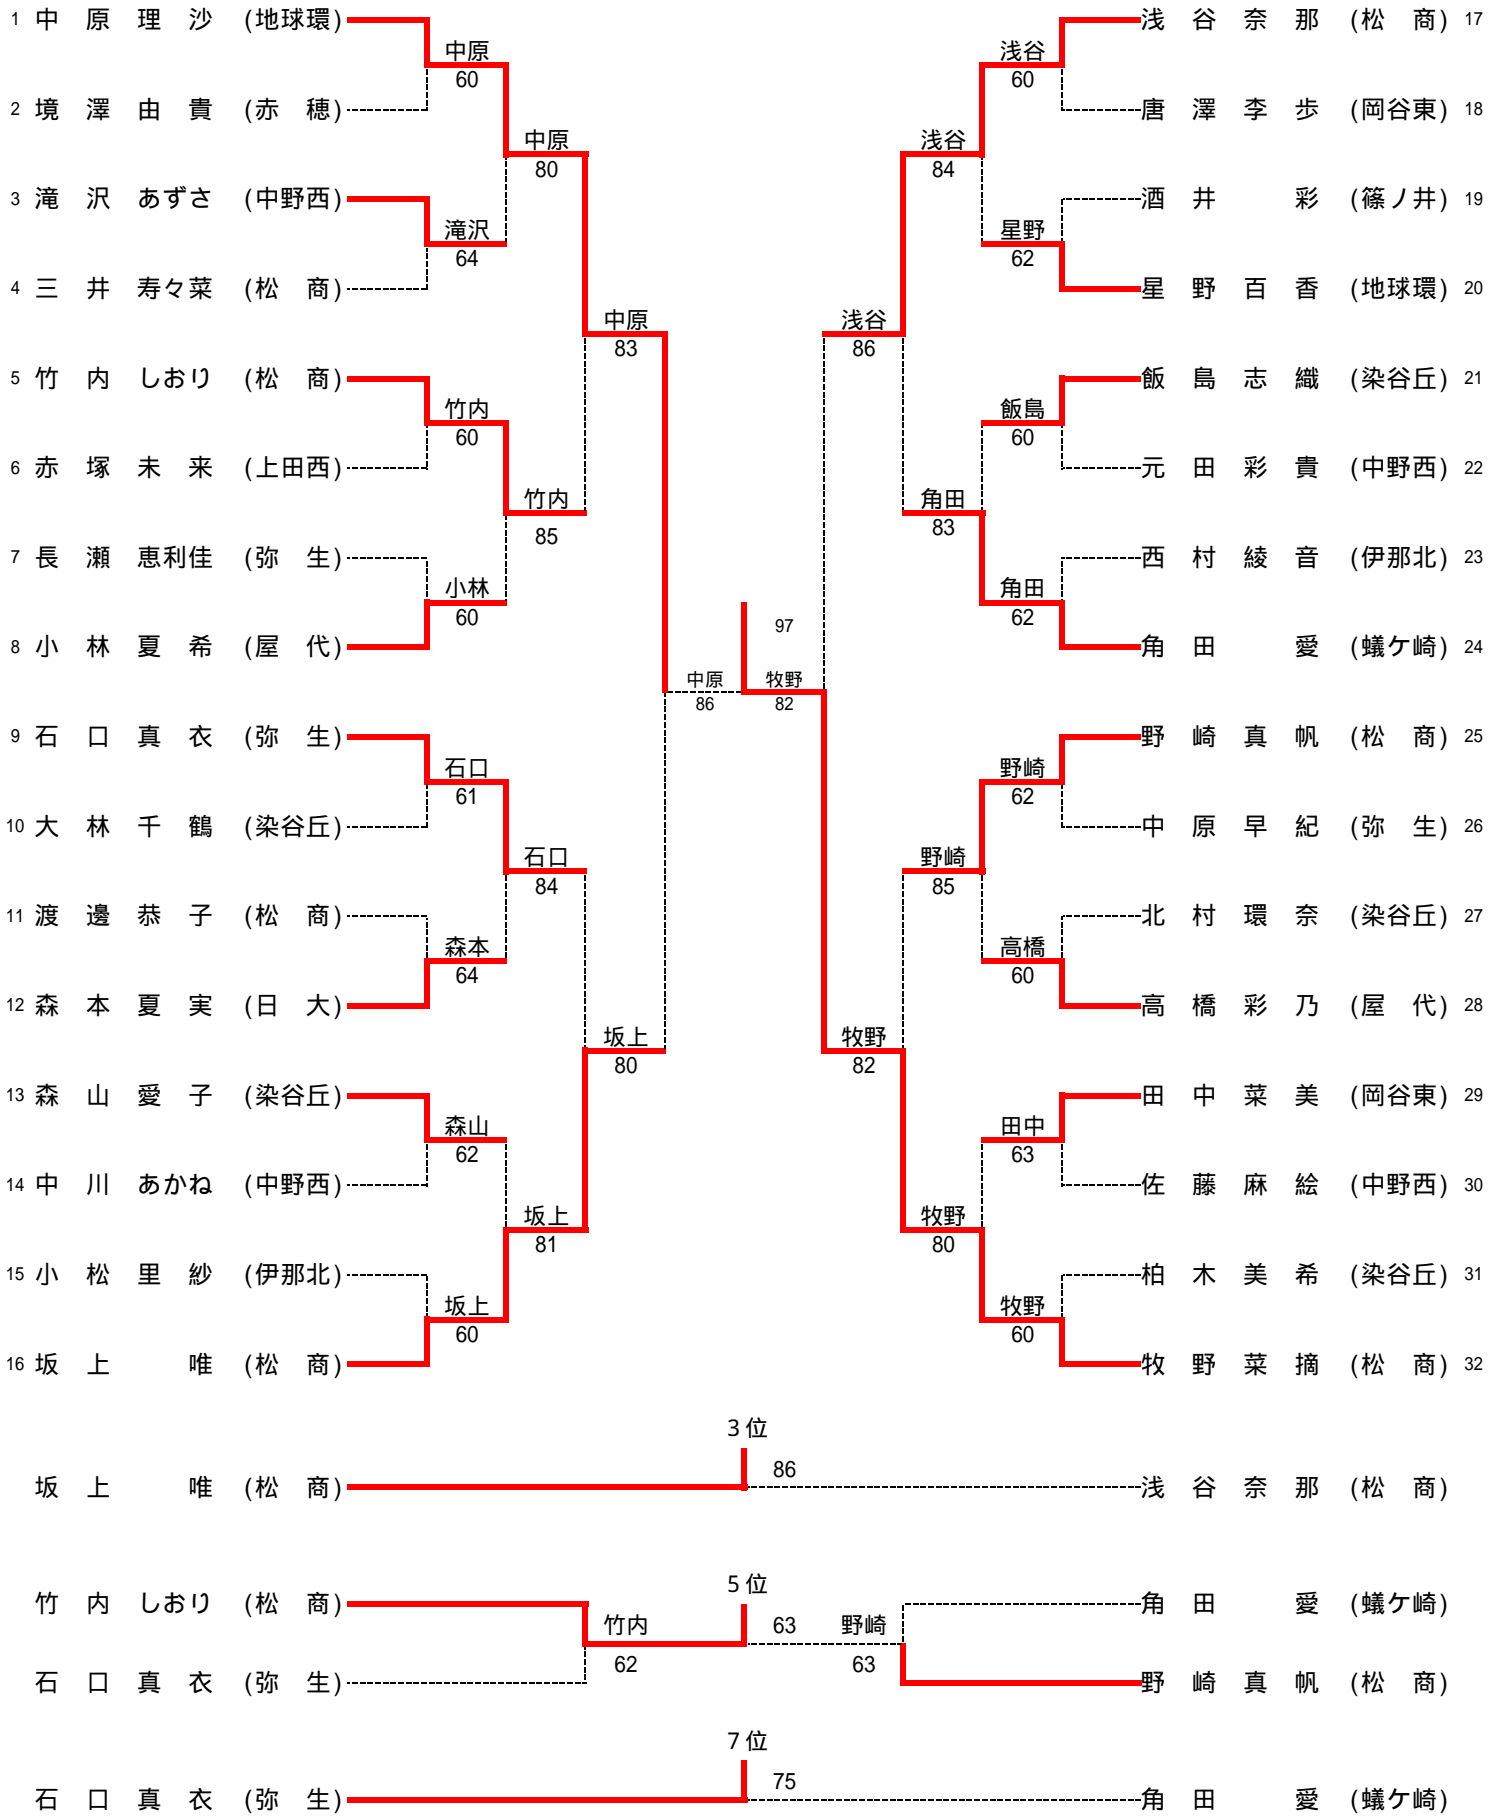 1 中 原 理 沙 (地球環)
中原
60
2 境 澤 由 貴 (赤 穂)
中原
80
3 滝 沢 あずさ (中野西)
滝沢
64
4 三 井 寿々菜 (松 商)
中原
83
5 竹 内 しおり (松 商)
竹内
60
6 赤 塚 未 来 (上田西)
竹内
85
7 長 瀬 恵利佳 (弥 生)
小林
60
8 小 林 夏 希 (屋 代)
中原
86
9 石 口 真 衣 (弥 生)
石口
61
10 大 林 千 鶴 (染谷丘)
石口
84
11 渡 邊 恭 子 (松 商)
森本
64
12 森 本 夏 実 (日 大)
坂上
80
13 森 山 愛 子 (染谷丘)
森山
62
14 中 川 あかね (中野西)
坂上
81
15 小 松 里 紗 (伊那北)
坂上
60
16 坂 上 唯 (松 商)
97
牧野
82
浅 谷 奈 那 (松 商) 17
浅谷
60
唐 澤 李 歩 (岡谷東) 18
浅谷
84
酒 井 彩 (篠ノ井) 19
星野
62
星 野 百 香 (地球環) 20
浅谷
86
飯 島 志 織 (染谷丘) 21
飯島
60
元 田 彩 貴 (中野西) 22
角田
83
西 村 綾 音 (伊那北) 23
角田
62
角 田 愛 (蟻ケ崎) 24
野 崎 真 帆 (松 商) 25
野崎
62
中 原 早 紀 (弥 生) 26
野崎
85
北 村 環 奈 (染谷丘) 27
高橋
60
高 橋 彩 乃 (屋 代) 28
牧野
82
田 中 菜 美 (岡谷東) 29
田中
63
佐 藤 麻 絵 (中野西) 30
牧野
80
柏 木 美 希 (染谷丘) 31
牧野
60
牧 野 菜 摘 (松 商) 32
3位
坂 上 唯 (松 商) 86 浅 谷 奈 那 (松 商)
5位
竹 内 しおり (松 商) 角 田 愛 (蟻ケ崎)
竹内 63 野崎
62 63
石 口 真 衣 (弥 生) 野 崎 真 帆 (松 商)
7位
石 口 真 衣 (弥 生) 75 角 田 愛 (蟻ケ崎)